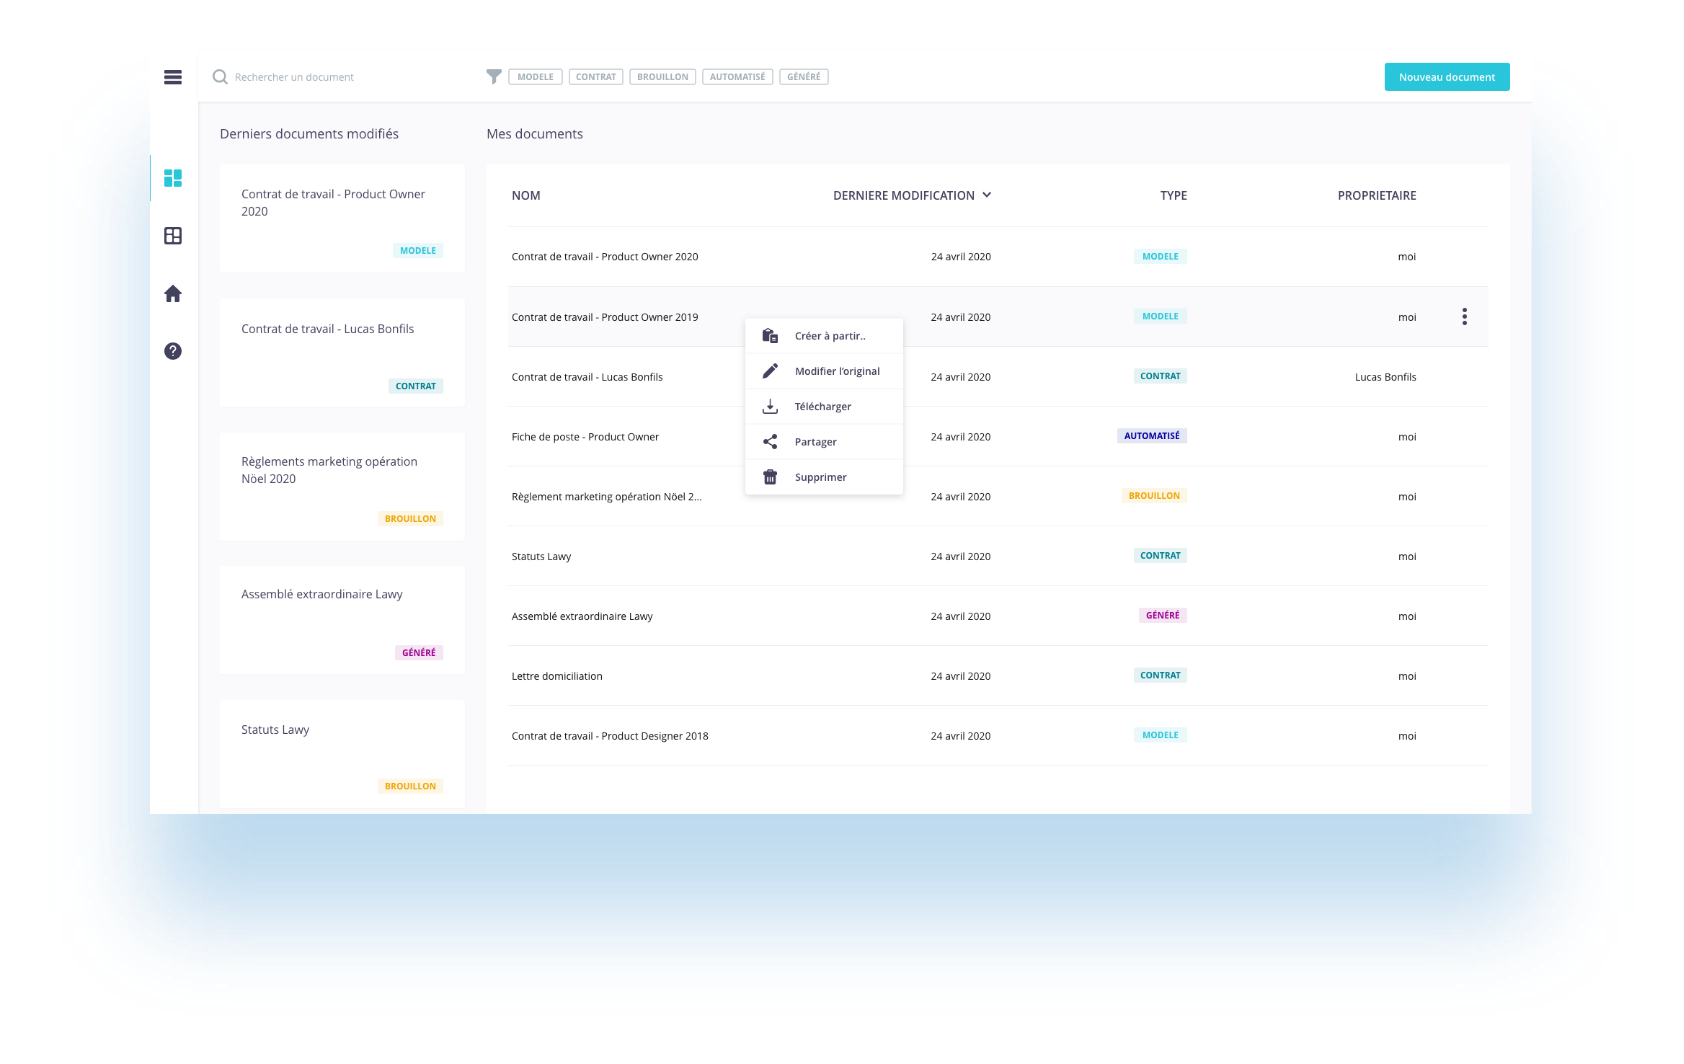 Rechercher un document
MODELE CONTRAT BROUILLON AUTOMATISÉ GÉNÉRÉ
Nouveau document
Derniers documents modifiés
Contrat de travail - Product Owner
2020
MODELE
Contrat de travail - Lucas Bonfils
CONTRAT
Règlements marketing opération
Nöel 2020
BROUILLON
Assemblé extraordinaire Lawy
GÉNÉRÉ
Statuts Lawy
BROUILLON
Mes documents
NOM DERNIERE MODIFICATION TYPE PROPRIETAIRE
Contrat de travail - Product Owner 2020 24 avril 2020 MODELE moi
Contrat de travail - Product Owner 2019 24 avril 2020 MODELE moi
Contrat de travail - Lucas Bonfils 24 avril 2020 CONTRAT Lucas Bonfils
Fiche de poste - Product Owner 24 avril 2020 AUTOMATISÉ moi
Règlement marketing opération Nöel 2... 24 avril 2020 BROUILLON moi
Statuts Lawy 24 avril 2020 CONTRAT moi
Assemblé extraordinaire Lawy 24 avril 2020 GÉNÉRÉ moi
Lettre domiciliation 24 avril 2020 CONTRAT moi
Contrat de travail - Product Designer 2018 24 avril 2020 MODELE moi
Créer à partir..
Modifier l'original
Télécharger
Partager
Supprimer